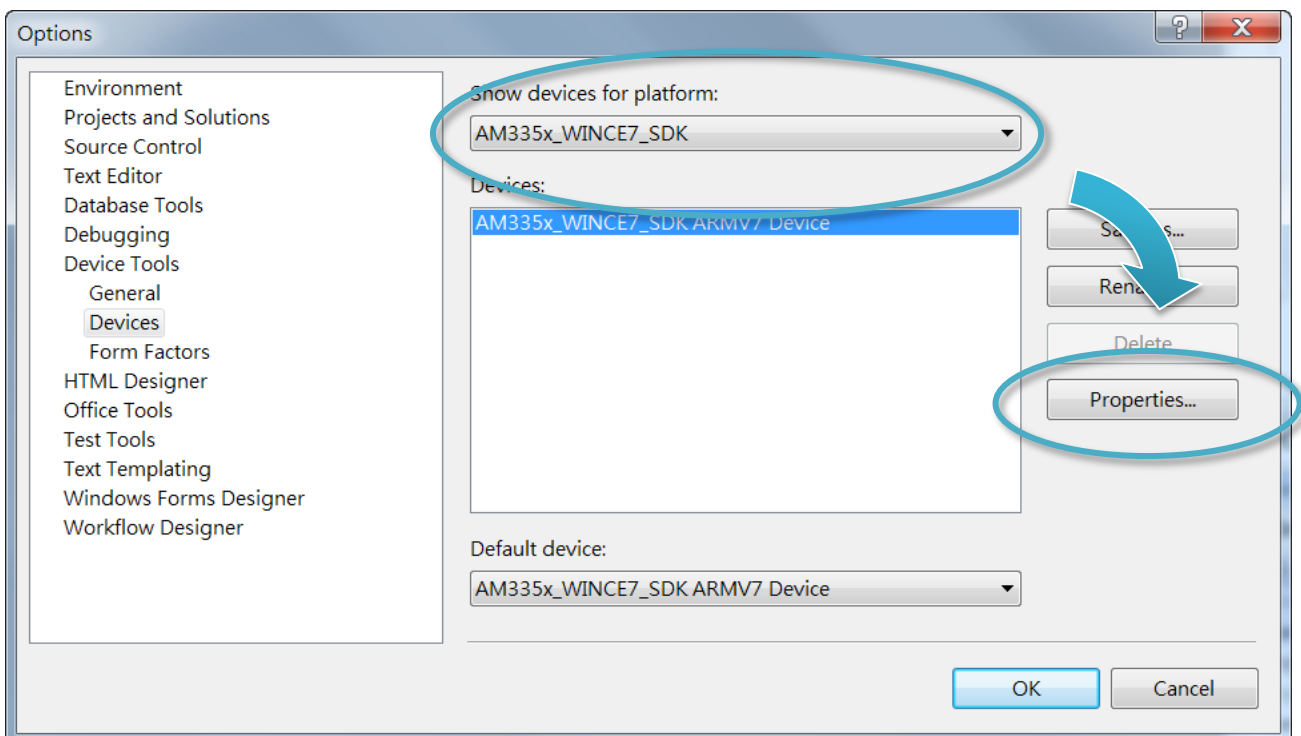 Options
Environment
Projects and Solutions
Source Control
Text Editor
Database Tools
Debugging
Device Tools
General
Devices
Form Factors
HTML Designer
Office Tools
Test Tools
Text Templating
Windows Forms Designer
Workflow Designer
Show devices for platform:
AM335x_WINCE7_SDK
Devices:
AM335x_WINCE7_SDK ARMV7 Device
Delete
Properties...
Default device:
AM335x_WINCE7_SDK ARMV7 Device
OK
Cancel